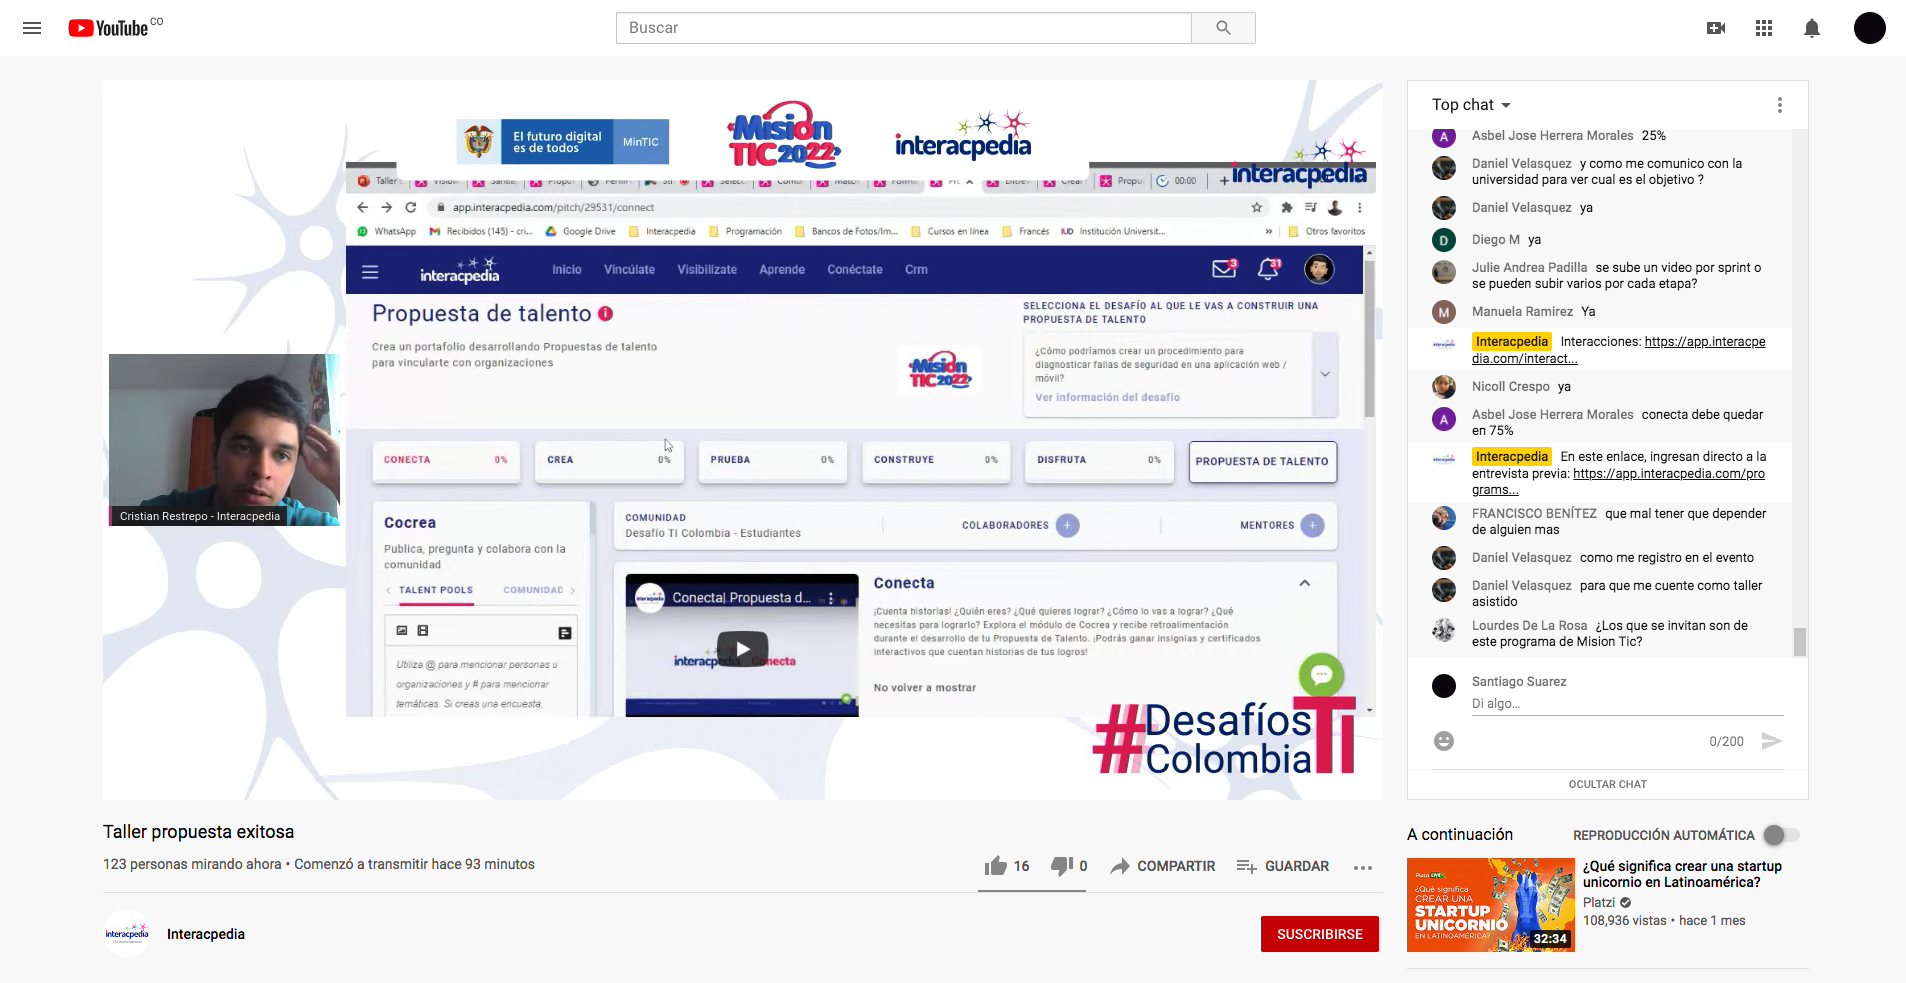 YouTube CO
Buscar
El futuro digital
es de todos
MinTIC
Misión
TIC 2022
interacpedia
interacpedia
Taller
00:00
app.interacpedia.com/pitch/29531/connect
WhatsApp
Recibidos (145) - cri...
Google Drive
Interacpedia
Programación
Bancos de Fotos/Im...
Cursos en línea
Francés
IUD Institución Universit...
»
Otros favoritos
interacpedia
Inicio
Vincúlate
Visibilízate
Aprende
Conéctate
Crm
3
31
Propuesta de talento
Crea un portafolio desarrollando Propuestas de talento
para vincularte con organizaciones
Misión
TIC 2022
SELECCIONA EL DESAFÍO AL QUE LE VAS A CONSTRUIR UNA
PROPUESTA DE TALENTO
¿Cómo podríamos crear un procedimiento para
diagnosticar fallas de seguridad en una aplicación web /
móvil?
Ver información del desafío
CONECTA 0%
CREA 0%
PRUEBA 0%
CONSTRUYE 0%
DISFRUTA 0%
PROPUESTA DE TALENTO
Cristian Restrepo - Interacpedia
Cocrea
Publica, pregunta y colabora con la
comunidad
TALENT POOLS
COMUNIDAD
Utiliza @ para mencionar personas u
organizaciones y # para mencionar
temáticas. Si creas una encuesta,
COMUNIDAD
Desafío TI Colombia - Estudiantes
COLABORADORES +
MENTORES +
Conecta| Propuesta d...
interacpedia Conecta
Conecta
¡Cuenta historias! ¿Quién eres? ¿Qué quieres lograr? ¿Cómo lo vas a lograr? ¿Qué
necesitas para lograrlo? Explora el módulo de Cocrea y recibe retroalimentación
durante el desarrollo de tu Propuesta de Talento. ¡Podrás ganar insignias y certificados
interactivos que cuentan historias de tus logros!
No volver a mostrar
#Desafíos
Colombia TI
Top chat
Asbel Jose Herrera Morales 25%
Daniel Velasquez y como me comunico con la
universidad para ver cual es el objetivo ?
Daniel Velasquez ya
Diego M ya
Julie Andrea Padilla se sube un video por sprint o
se pueden subir varios por cada etapa?
Manuela Ramirez Ya
Interacpedia Interacciones: https://app.interacpe
dia.com/interact...
Nicoll Crespo ya
Asbel Jose Herrera Morales conecta debe quedar
en 75%
Interacpedia En este enlace, ingresan directo a la
entrevista previa: https://app.interacpedia.com/pro
grams...
FRANCISCO BENÍTEZ que mal tener que depender
de alguien mas
Daniel Velasquez como me registro en el evento
Daniel Velasquez para que me cuente como taller
asistido
Lourdes De La Rosa ¿Los que se invitan son de
este programa de Mision Tic?
Santiago Suarez
Di algo...
0/200
OCULTAR CHAT
Taller propuesta exitosa
123 personas mirando ahora • Comenzó a transmitir hace 93 minutos
16
0
COMPARTIR
GUARDAR
Interacpedia
SUSCRIBIRSE
A continuación
REPRODUCCIÓN AUTOMÁTICA
Platzi LIVE
¿Qué significa
CREAR UNA
STARTUP
UNICORNIO
EN LATINOAMÉRICA?
32:34
¿Qué significa crear una startup
unicornio en Latinoamérica?
Platzi
108,936 vistas • hace 1 mes